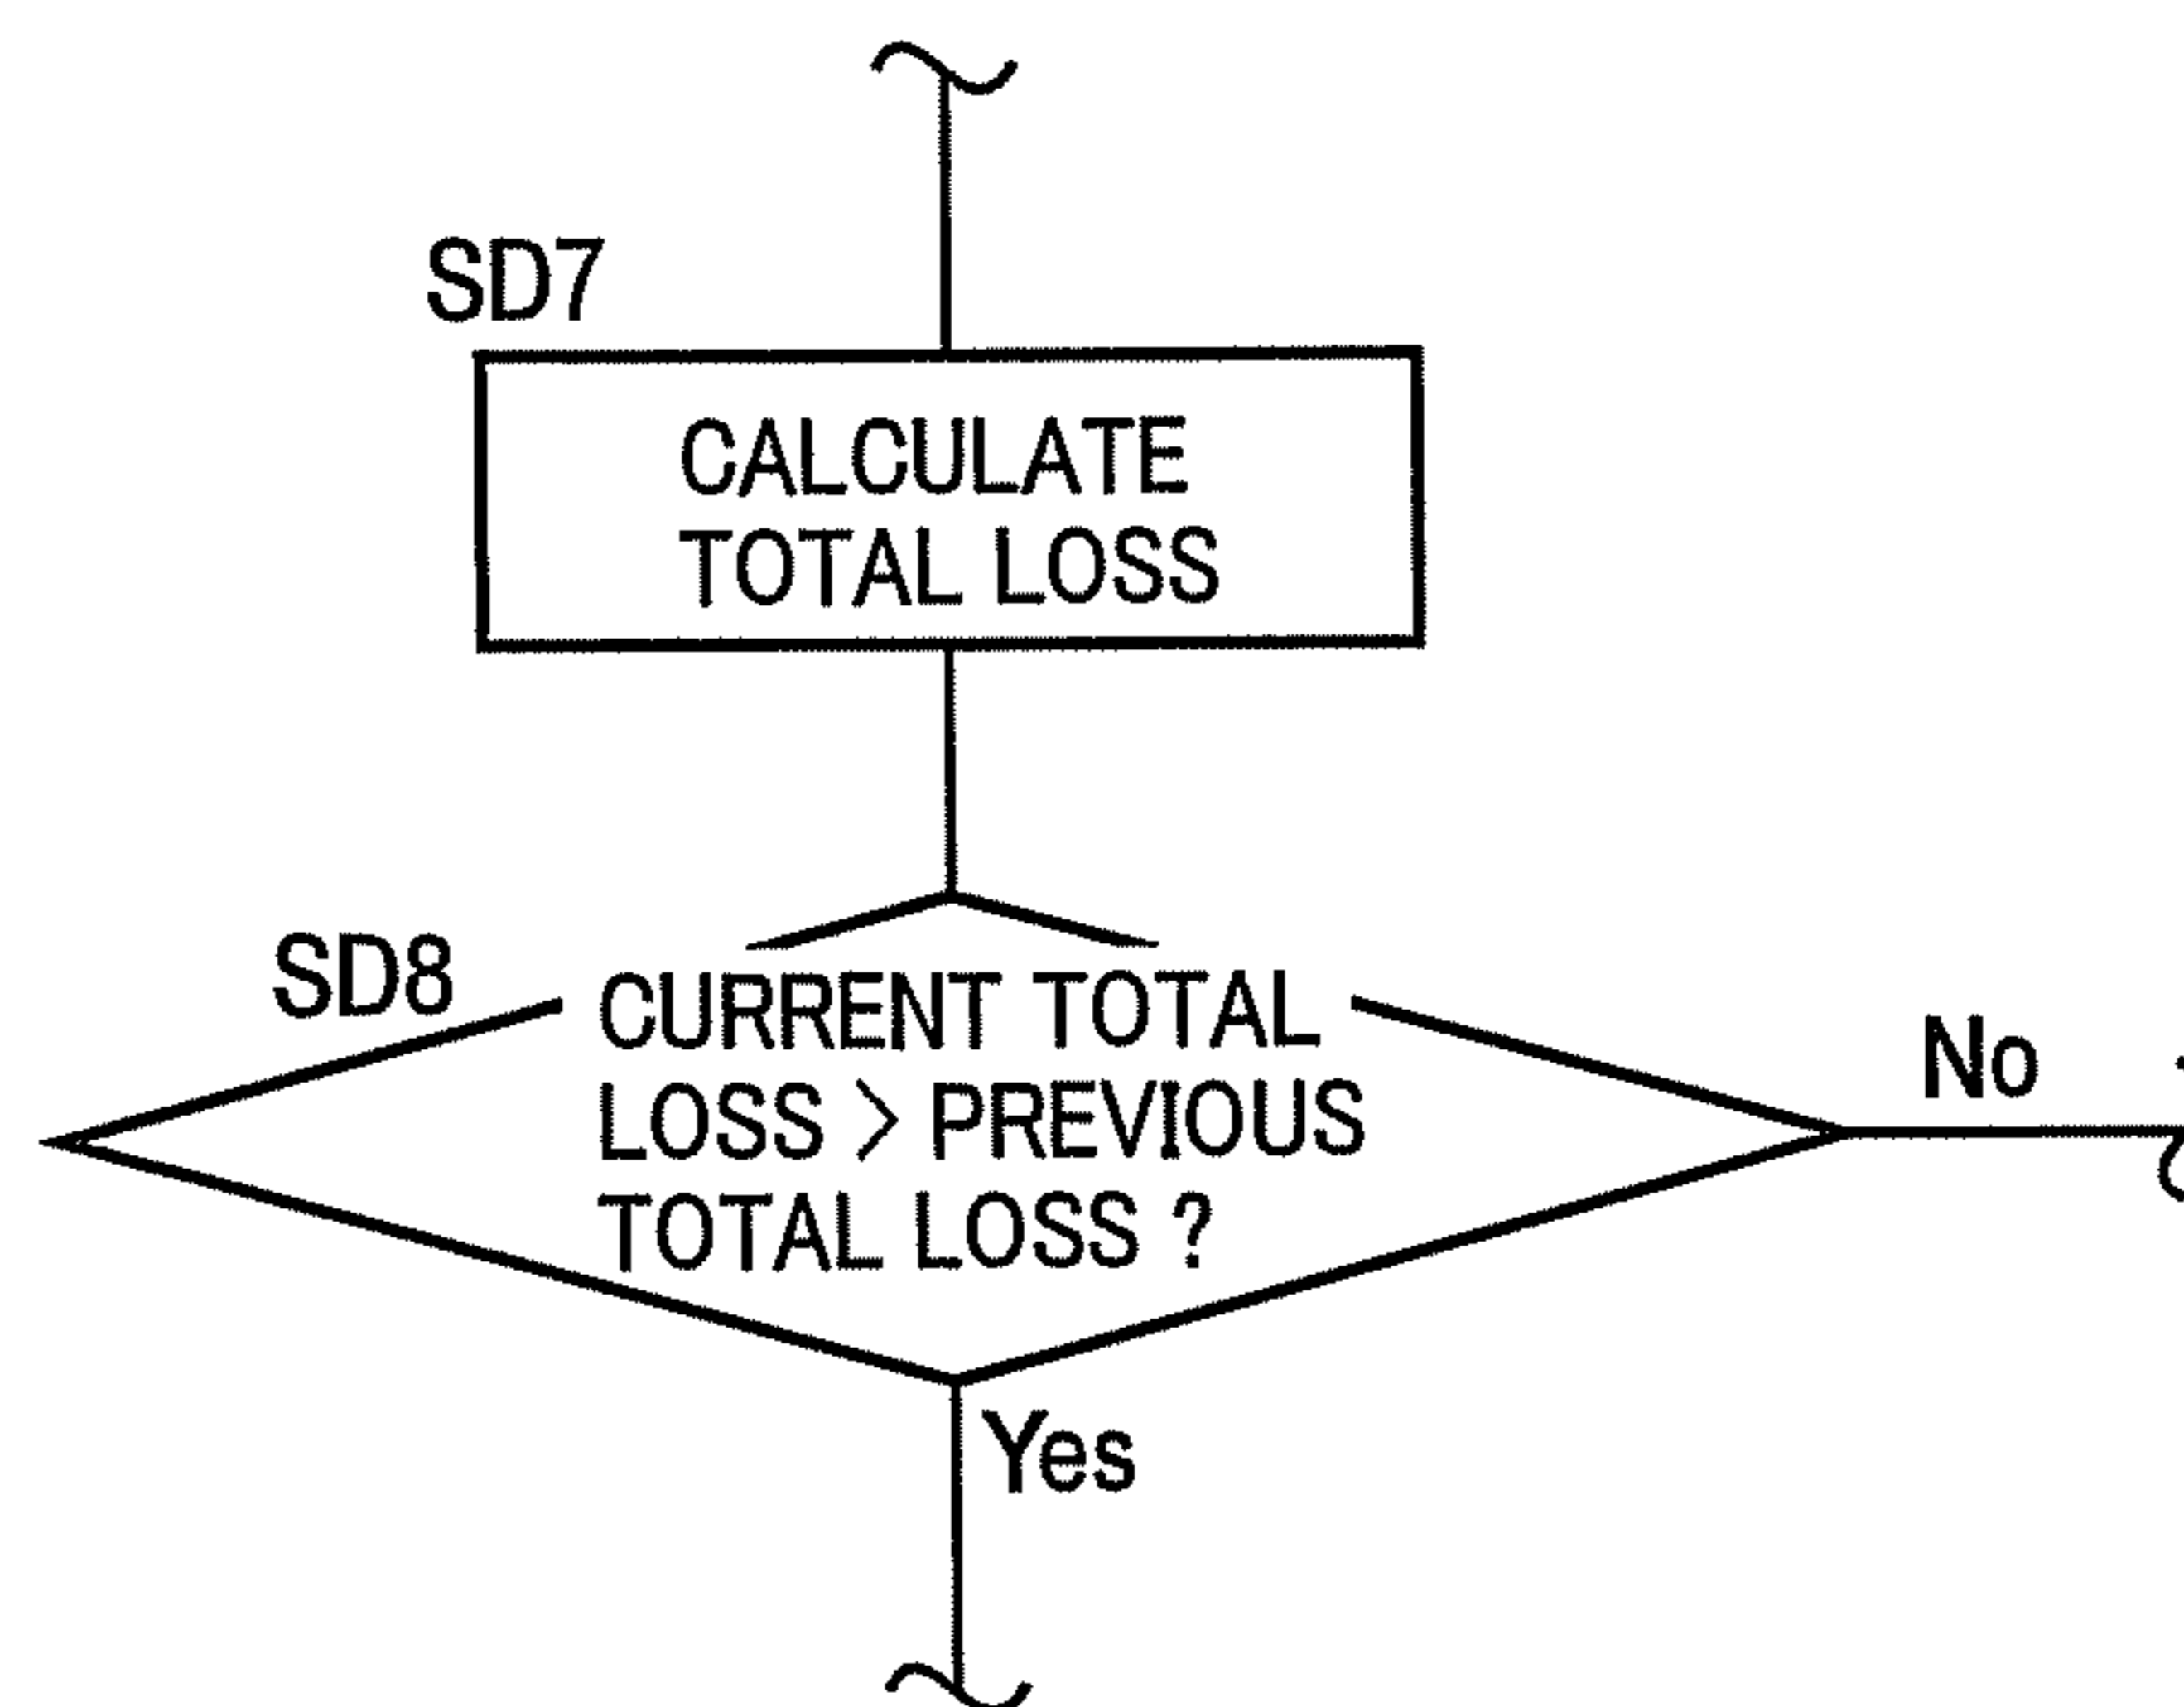 SD7
CALCULATE
TOTAL LOSS
SD8
CURRENT TOTAL
LOSS > PREVIOUS
TOTAL LOSS ?
No
Yes